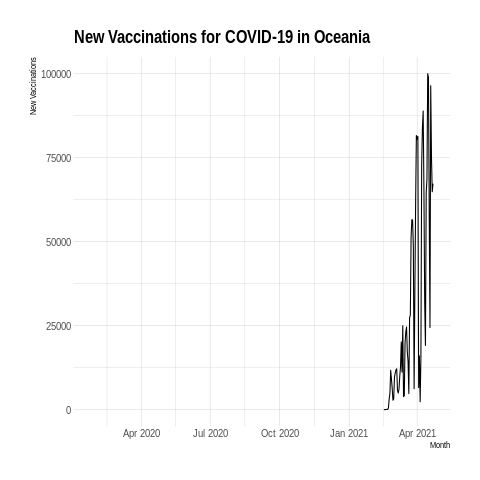 New Vaccinations for COVID-19 in Oceania
New Vaccinations
100000
75000
50000
25000
0
Apr 2020 Jul 2020 Oct 2020 Jan 2021 Apr 2021
Month